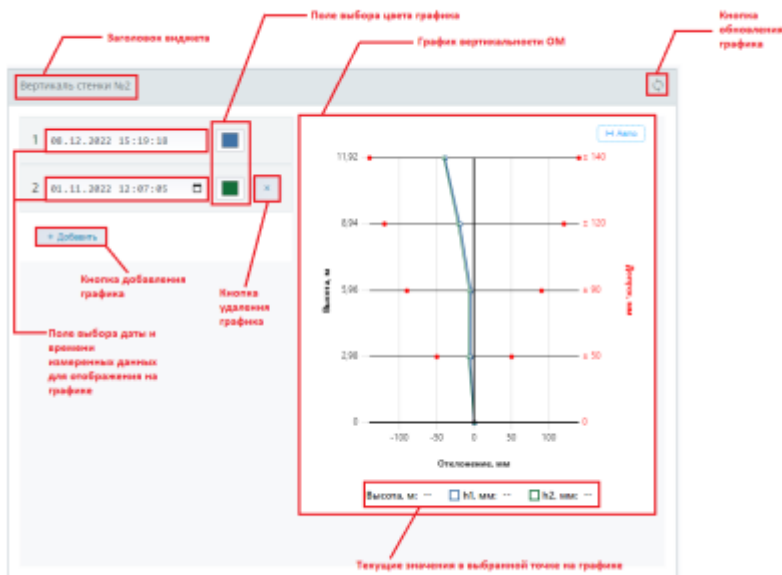 Поле выбора цвета графика
Кнопка
обновления
графика
Заголовок виджета
График вертикальности ОМ
Вертикаль стенки №2
1 08.12.2022 15:19:18
2 01.11.2022 12:07:05
×
+ Добавить
Кнопка добавления
графика
Кнопка
удаления
графика
Поле выбора даты и
времени
измеренных данных
для отображения на
графике
Авто
11,92
± 140
8,94
± 120
5,96
± 90
2,98
± 50
0
0
Высота, м
Допуск, мм
-100 -50 0 50 100
Отклонение, мм
Высота, м: -- h1, мм: -- h2, мм: --
Текущие значения в выбранной точке на графике